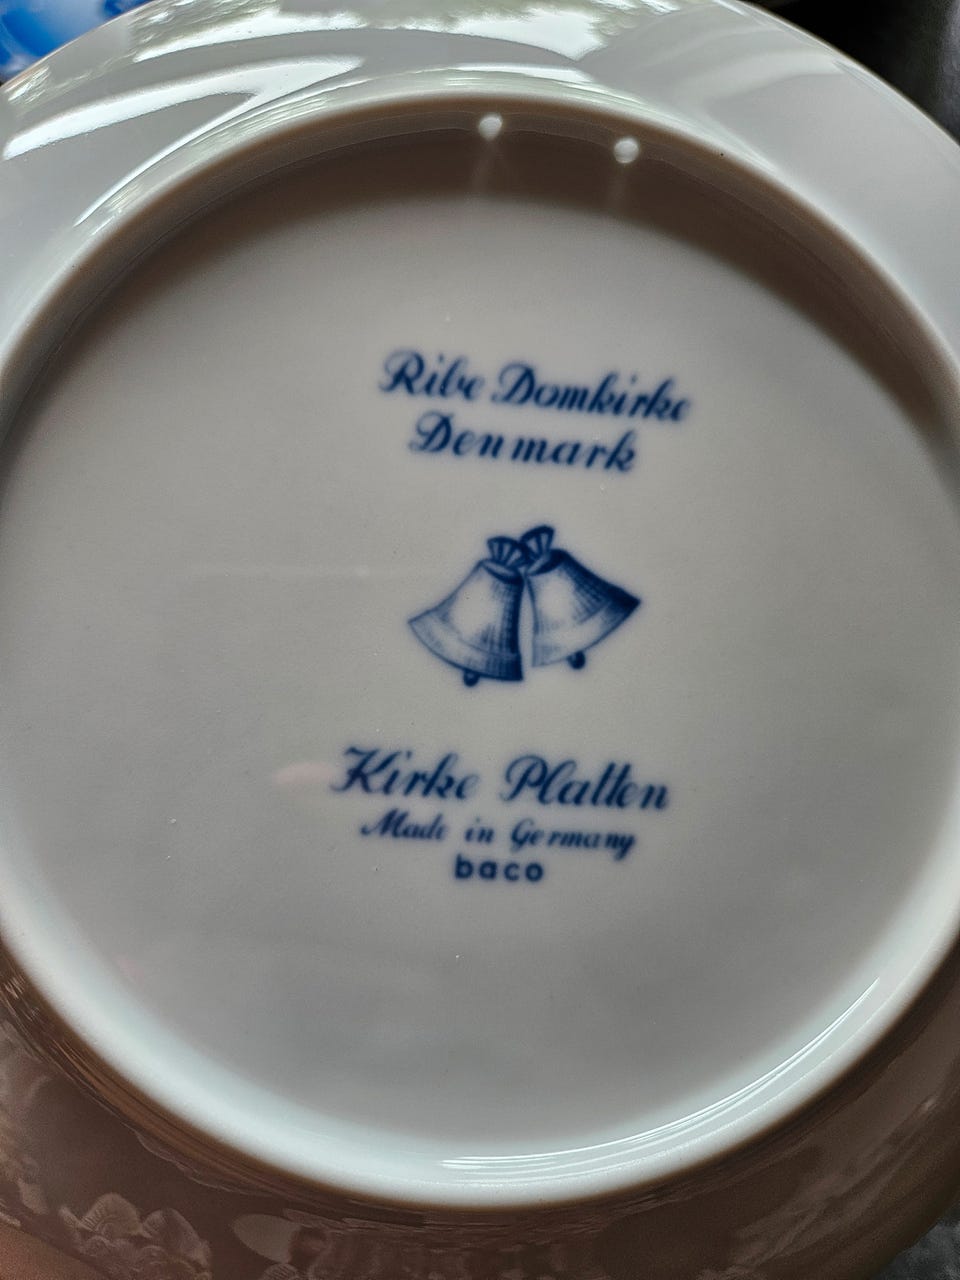 Ribe Domkirke
Denmark
Kirke Platten
Made in Germany
baco